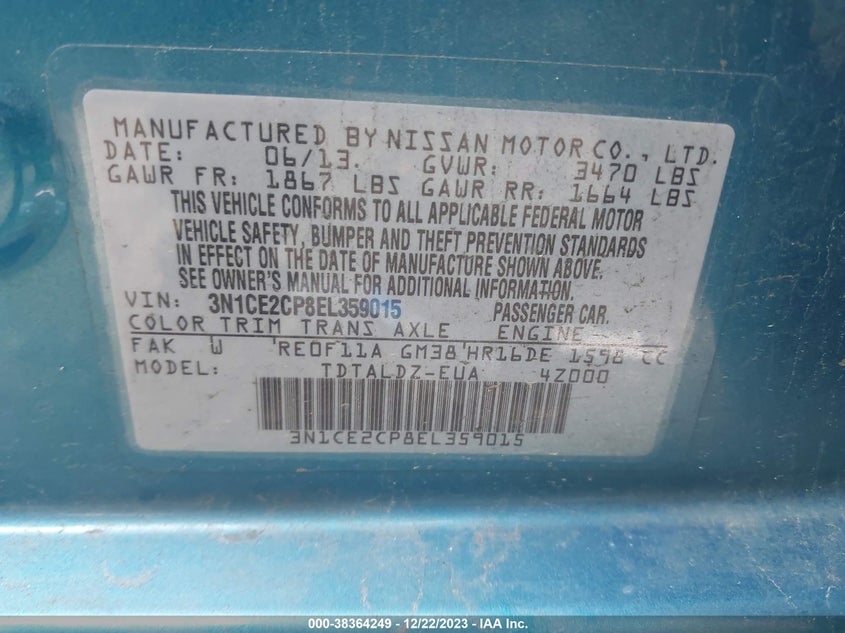 MANUFACTURED BY NISSAN MOTOR CO., LTD.
DATE: 06/13. GVWR: 3470 LBS
GAWR FR: 1867 LBS GAWR RR: 1664 LBS
THIS VEHICLE CONFORMS TO ALL APPLICABLE FEDERAL MOTOR
VEHICLE SAFETY, BUMPER AND THEFT PREVENTION STANDARDS
IN EFFECT ON THE DATE OF MANUFACTURE SHOWN ABOVE.
SEE OWNER'S MANUAL FOR ADDITIONAL INFORMATION.
VIN: 3N1CE2CP8EL359015 PASSENGER CAR.
COLOR TRIM TRANS AXLE ENGINE
FAK W 'RE0F11A GM38'HR16DE 1598 CC
MODEL: TDTALDZ-EUA 4Z000
3N1CE2CP8EL359015
000-38364249 - 12/22/2023 - IAA Inc.